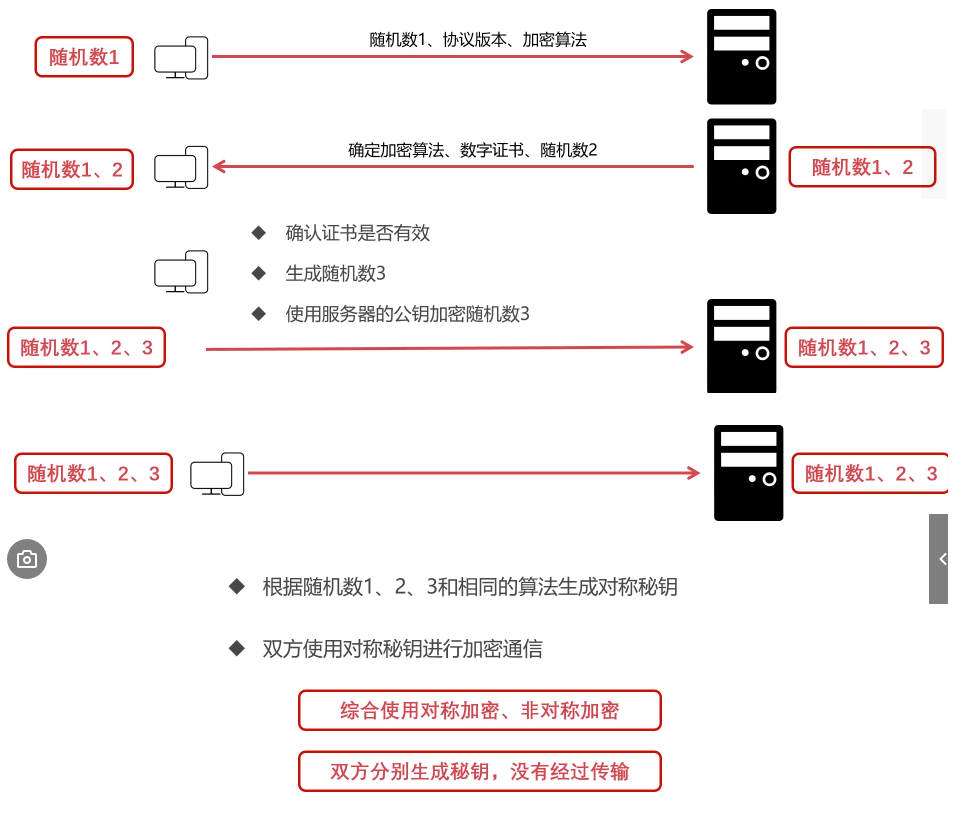 随机数1、协议版本、加密算法
随机数1
确定加密算法、数字证书、随机数2
随机数1、2
随机数1、2
确认证书是否有效
生成随机数3
使用服务器的公钥加密随机数3
随机数1、2、3
随机数1、2、3
随机数1、2、3
随机数1、2、3
根据随机数1、2、3和相同的算法生成对称秘钥
双方使用对称秘钥进行加密通信
综合使用对称加密、非对称加密
双方分别生成秘钥，没有经过传输